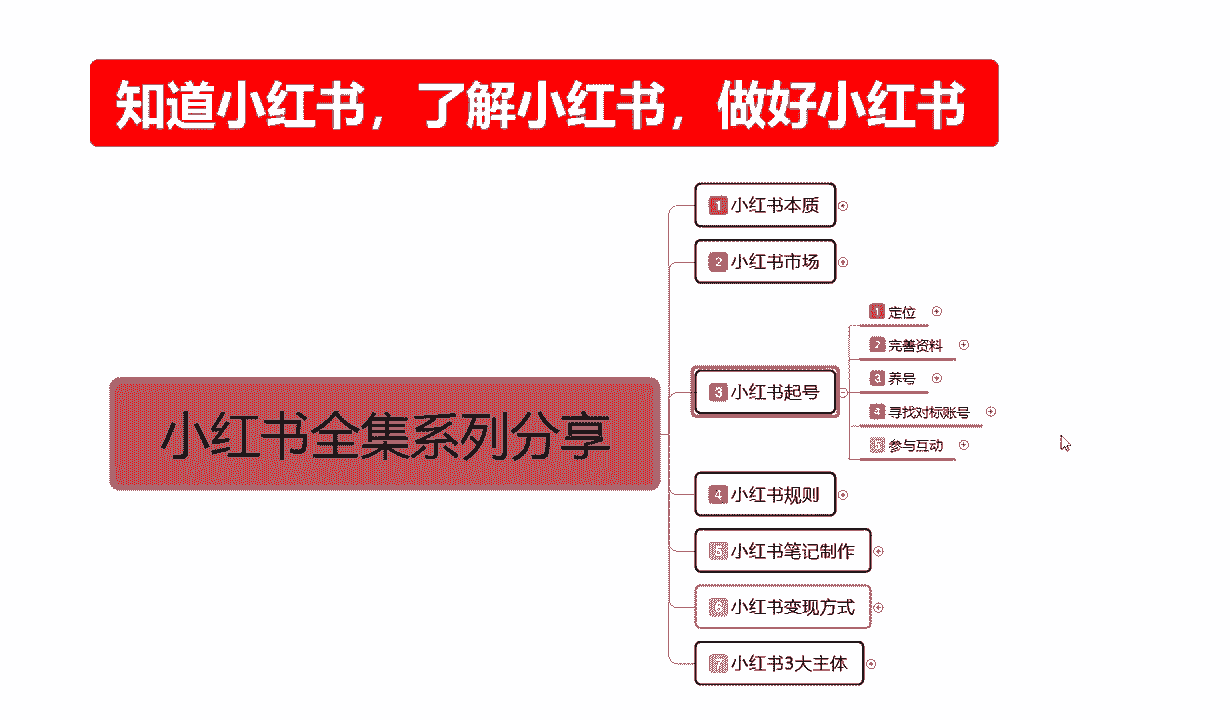 知道小红书，了解小红书，做好小红书
小红书全集系列分享
1 小红书本质
2 小红书市场
3 小红书起号
1 定位
2 完善资料
3 养号
4 寻找对标账号
5 参与互动
4 小红书规则
5 小红书笔记制作
6 小红书变现方式
7 小红书3大主体